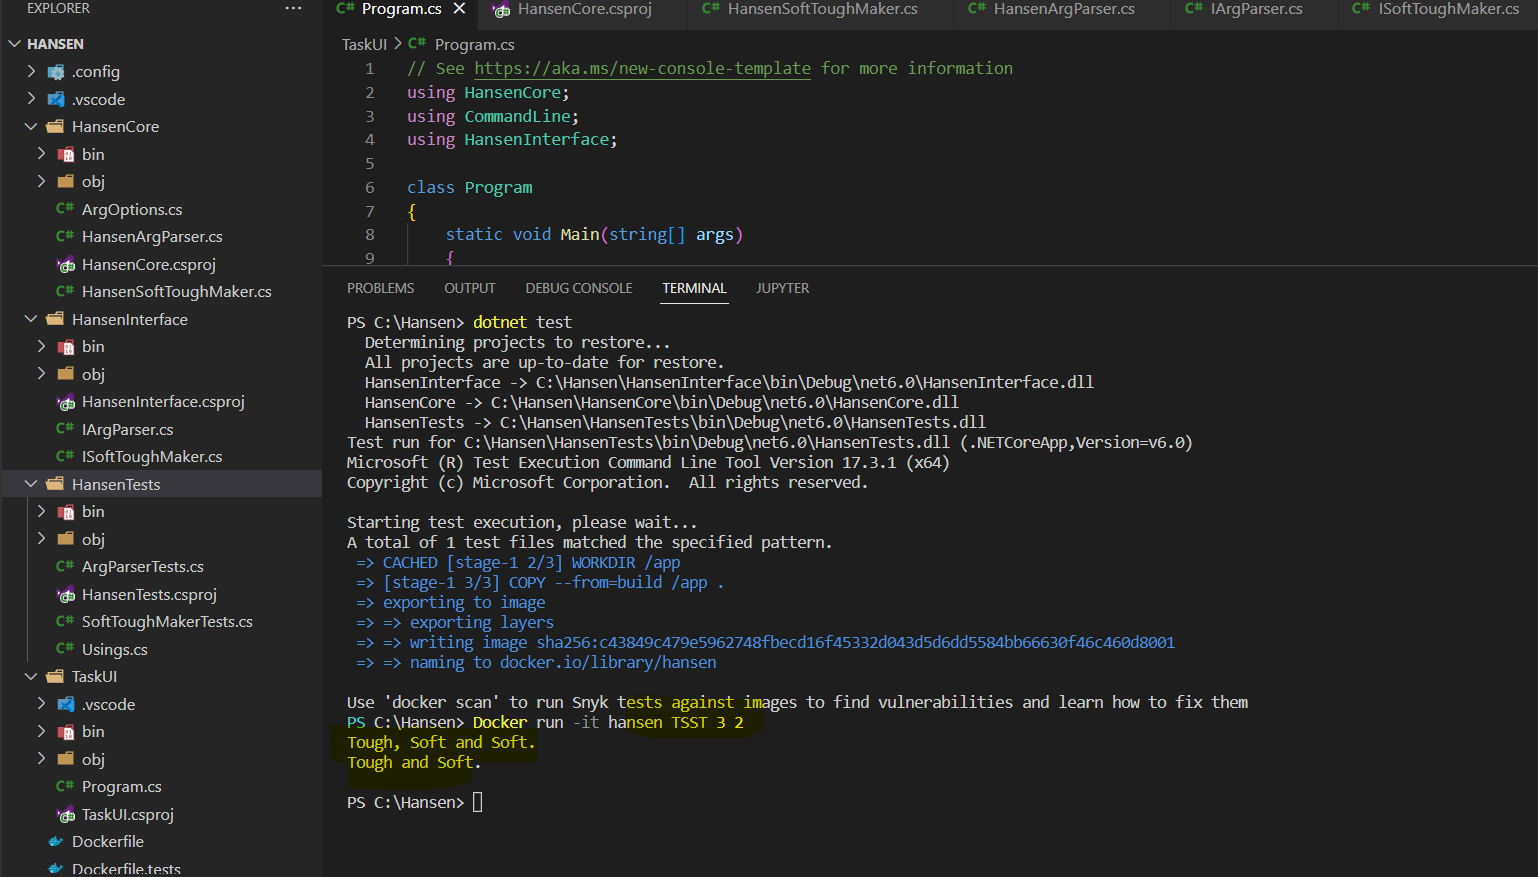 EXPLORER
...
HANSEN
.config
.vscode
HansenCore
bin
obj
C# ArgOptions.cs
C# HansenArgParser.cs
HansenCore.csproj
C# HansenSoftToughMaker.cs
HansenInterface
bin
obj
HansenInterface.csproj
C# IArgParser.cs
C# ISoftToughMaker.cs
HansenTests
bin
obj
C# ArgParserTests.cs
HansenTests.csproj
C# SoftToughMakerTests.cs
C# Usings.cs
TaskUI
.vscode
bin
obj
C# Program.cs
TaskUI.csproj
Dockerfile
Dockerfile.tests
C# Program.cs
HansenCore.csproj
C# HansenSoftToughMaker.cs
C# HansenArgParser.cs
C# IArgParser.cs
C# ISoftToughMaker.cs
TaskUI > C# Program.cs
1 // See https://aka.ms/new-console-template for more information
2 using HansenCore;
3 using CommandLine;
4 using HansenInterface;
5
6 class Program
7 {
8 static void Main(string[] args)
9 {
PROBLEMS OUTPUT DEBUG CONSOLE TERMINAL JUPYTER
PS C:\Hansen> dotnet test
Determining projects to restore...
All projects are up-to-date for restore.
HansenInterface -> C:\Hansen\HansenInterface\bin\Debug\net6.0\HansenInterface.dll
HansenCore -> C:\Hansen\HansenCore\bin\Debug\net6.0\HansenCore.dll
HansenTests -> C:\Hansen\HansenTests\bin\Debug\net6.0\HansenTests.dll
Test run for C:\Hansen\HansenTests\bin\Debug\net6.0\HansenTests.dll (.NETCoreApp,Version=v6.0)
Microsoft (R) Test Execution Command Line Tool Version 17.3.1 (x64)
Copyright (c) Microsoft Corporation.  All rights reserved.
Starting test execution, please wait...
A total of 1 test files matched the specified pattern.
=> CACHED [stage-1 2/3] WORKDIR /app
=> [stage-1 3/3] COPY --from=build /app .
=> exporting to image
=> => exporting layers
=> => writing image sha256:c43849c479e5962748fbecd16f45332d043d5d6dd5584bb66630f46c460d8001
=> => naming to docker.io/library/hansen
Use 'docker scan' to run Snyk tests against images to find vulnerabilities and learn how to fix them
PS C:\Hansen> Docker run -it hansen TSST 3 2
Tough, Soft and Soft.
Tough and Soft.
PS C:\Hansen>